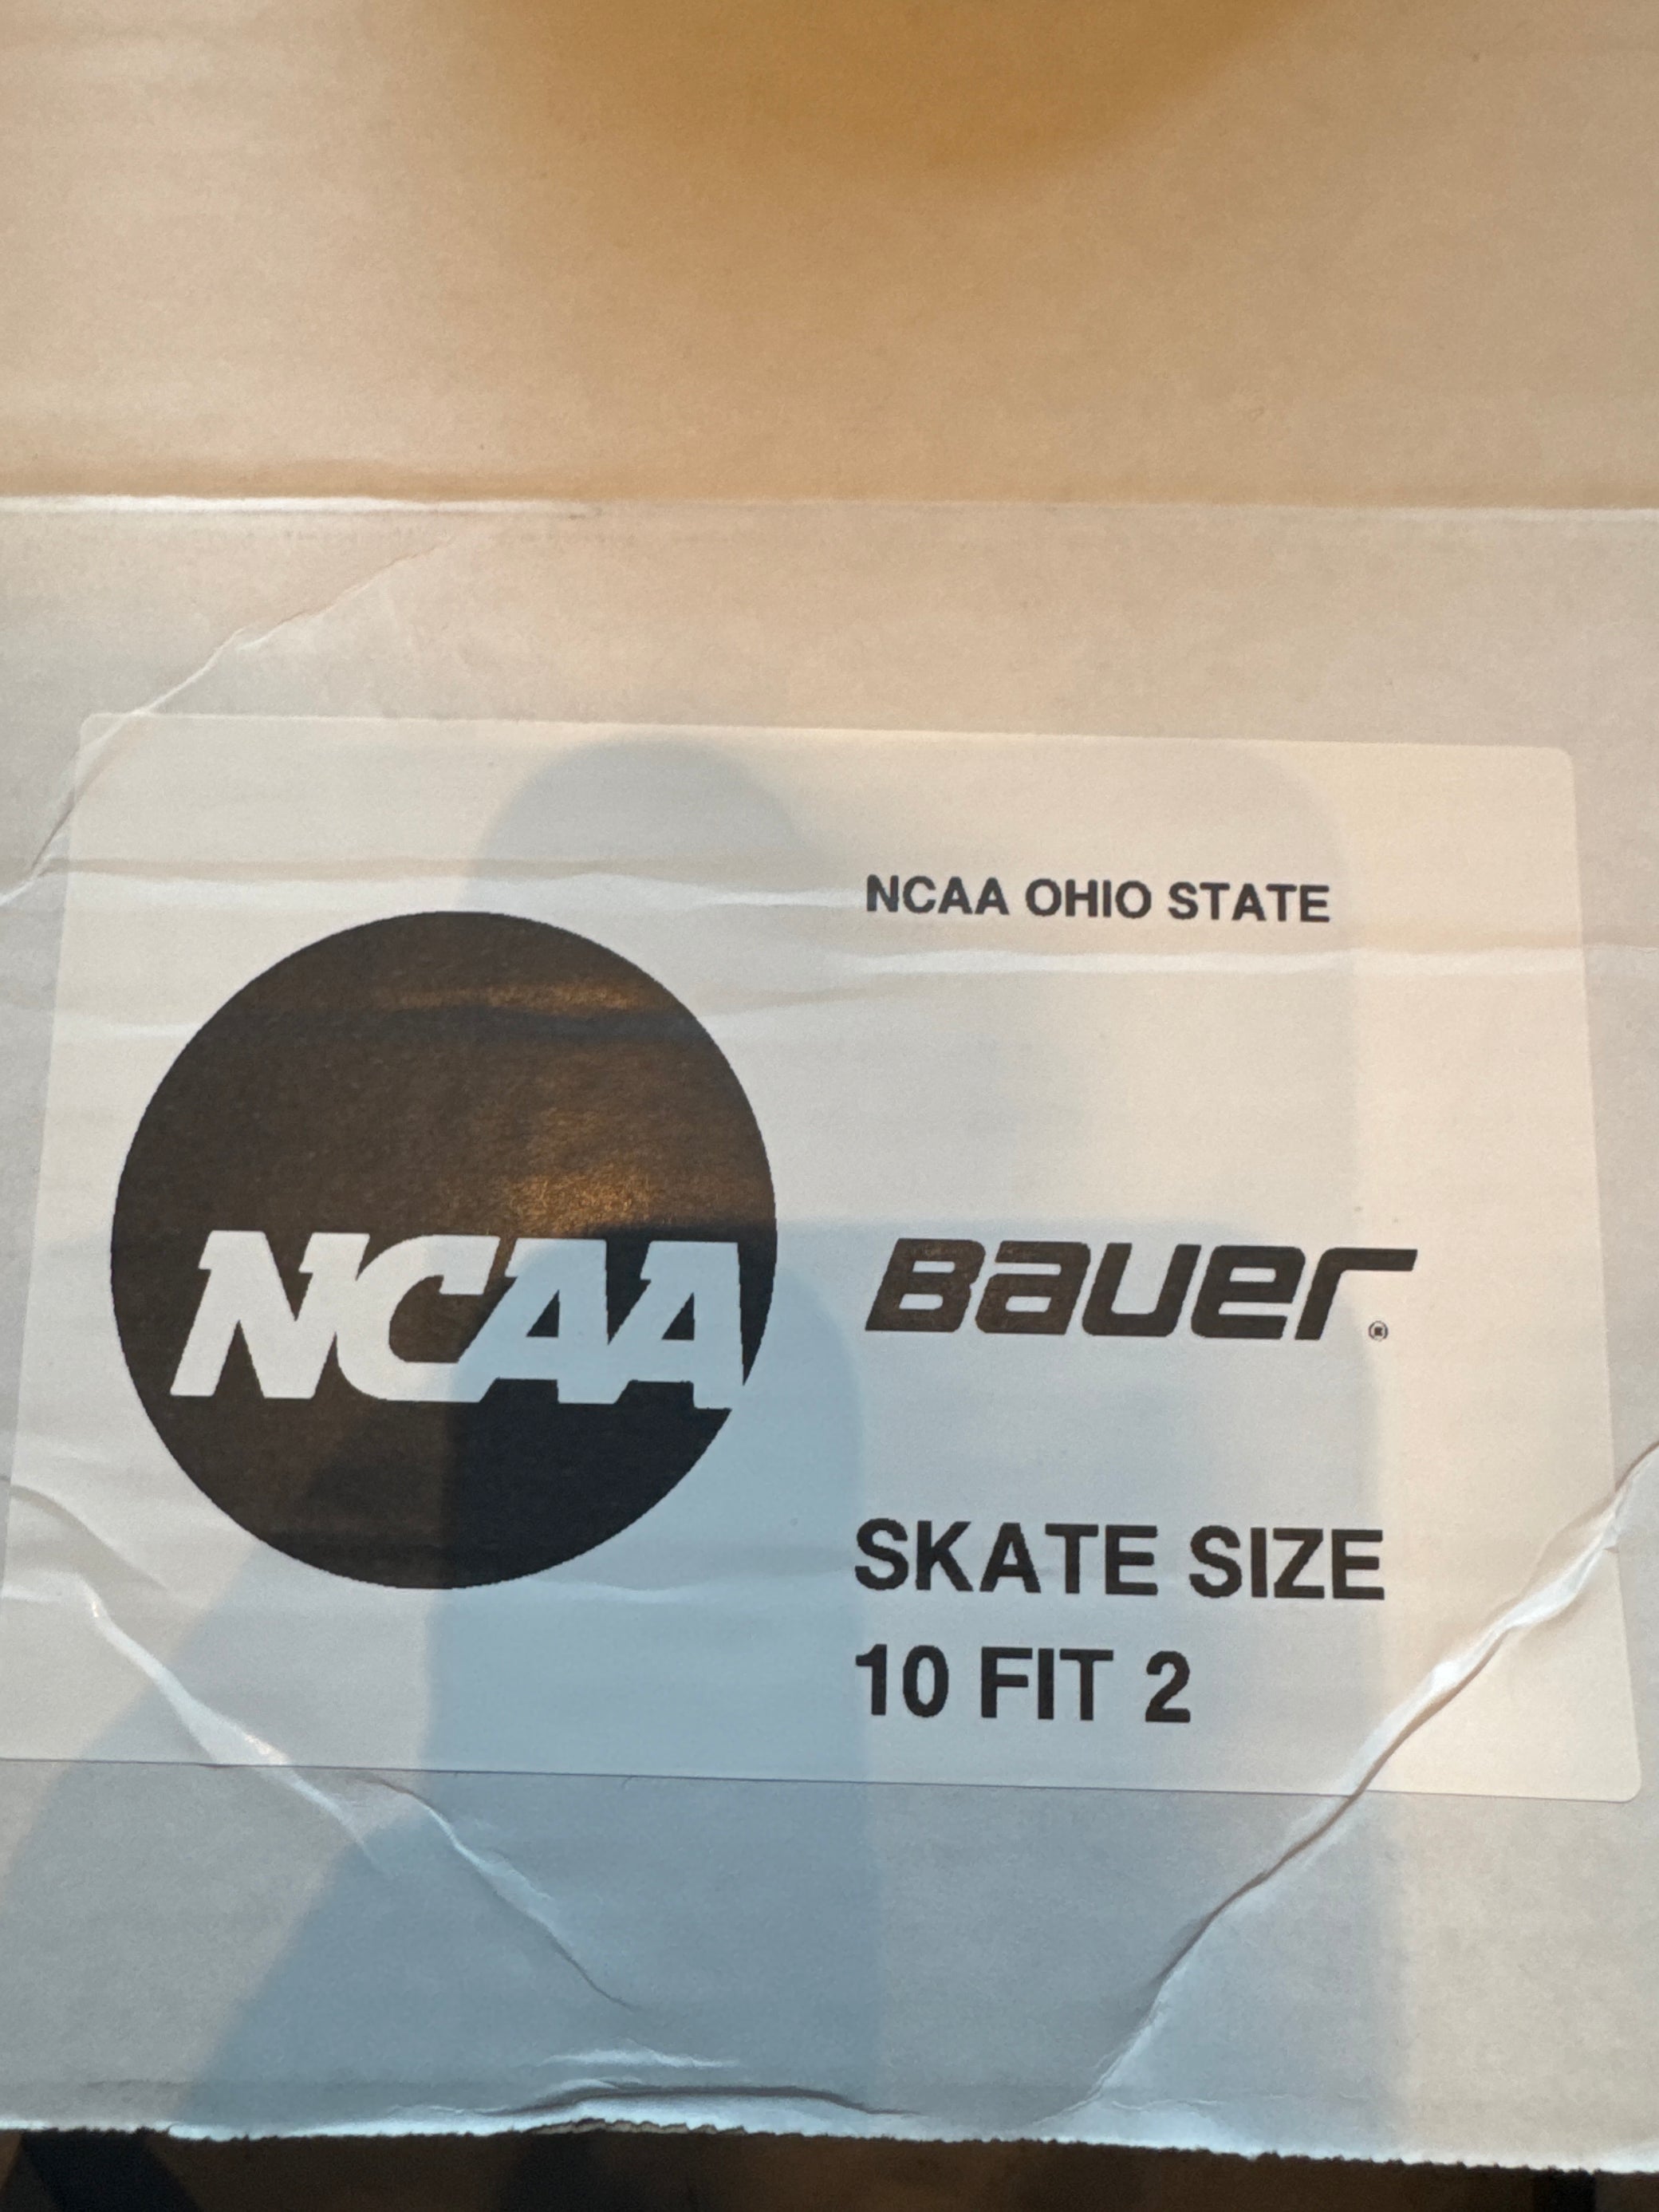 NCAA OHIO STATE
NCAA
BAUER®
SKATE SIZE
10 FIT 2